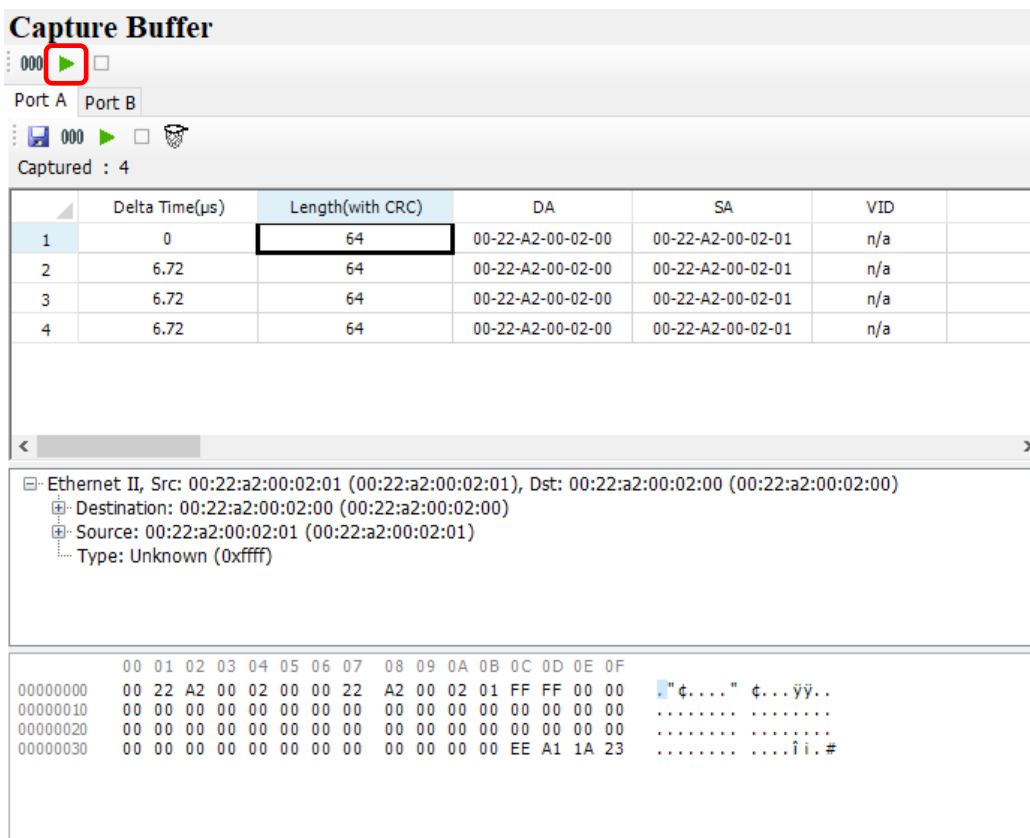 Capture Buffer
000
Port A Port B
000
Captured : 4
Delta Time(µs) Length(with CRC) DA SA VID
1 0 64 00-22-A2-00-02-00 00-22-A2-00-02-01 n/a
2 6.72 64 00-22-A2-00-02-00 00-22-A2-00-02-01 n/a
3 6.72 64 00-22-A2-00-02-00 00-22-A2-00-02-01 n/a
4 6.72 64 00-22-A2-00-02-00 00-22-A2-00-02-01 n/a
Ethernet II, Src: 00:22:a2:00:02:01 (00:22:a2:00:02:01), Dst: 00:22:a2:00:02:00 (00:22:a2:00:02:00)
Destination: 00:22:a2:00:02:00 (00:22:a2:00:02:00)
Source: 00:22:a2:00:02:01 (00:22:a2:00:02:01)
Type: Unknown (0xffff)
00 01 02 03 04 05 06 07 08 09 0A 0B 0C 0D 0E 0F
00000000 00 22 A2 00 02 00 00 22 A2 00 02 01 FF FF 00 00 ."¢...." ¢...ÿÿ..
00000010 00 00 00 00 00 00 00 00 00 00 00 00 00 00 00 00 ........ ........
00000020 00 00 00 00 00 00 00 00 00 00 00 00 00 00 00 00 ........ ........
00000030 00 00 00 00 00 00 00 00 00 00 00 00 EE A1 1A 23 ........ ....î¡.#